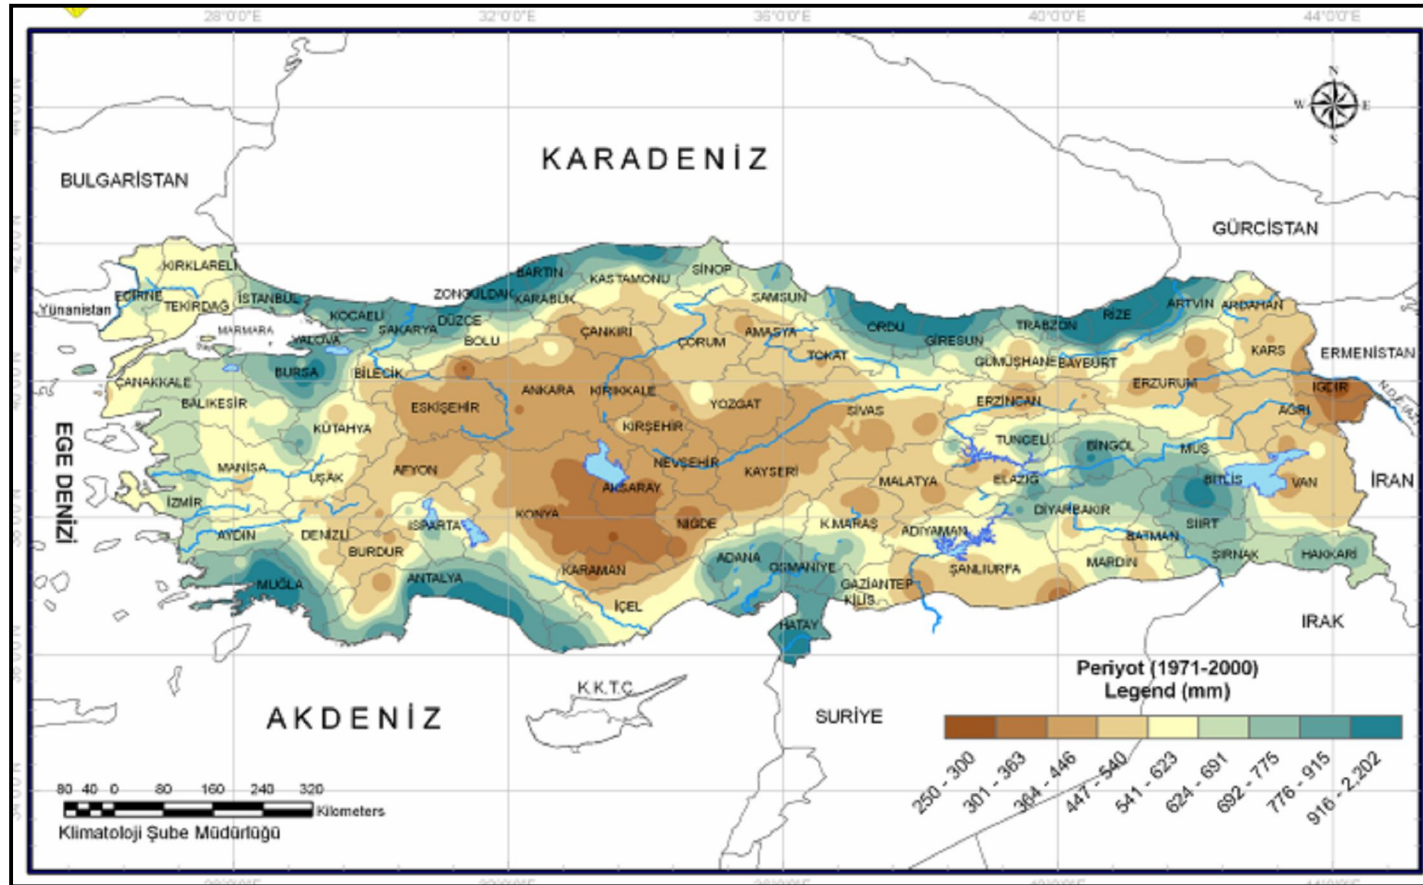 28°0'0"E 32°0'0"E 36°0'0"E 40°0'0"E 44°0'0"E
N
W E
S
KARADENİZ
BULGARİSTAN
GÜRCİSTAN
KIRKLARELİ
EDİRNE
TEKİRDAĞ
İSTANBUL
Yünanistan
MARMARA
KOCAELİ
YALOVA
SAKARYA
DÜZCE
ZONGULDAK
BARTIN
KARABÜK
KASTAMONU
SİNOP
SAMSUN
ORDU
GİRESUN
TRABZON
RİZE
ARTVİN
ARDAHAN
BOLU
ÇANKIRI
ÇORUM
AMASYA
TOKAT
GÜMÜŞHANE
BAYBURT
KARS
ERMENİSTAN
ÇANAKKALE
BURSA
BİLECİK
BALIKESİR
ESKİŞEHİR
ANKARA
KIRIKKALE
YOZGAT
SİVAS
ERZİNCAN
ERZURUM
IĞDIR
AĞRI
KÜTAHYA
KIRŞEHİR
TUNCELİ
BİNGÖL
MUŞ
EGE DENİZİ
MANİSA
UŞAK
AFYON
NEVŞEHİR
KAYSERİ
AKSARAY
MALATYA
ELAZIĞ
BİTLİS
VAN
İRAN
İZMİR
AYDIN
DENİZLİ
ISPARTA
BURDUR
KONYA
NİĞDE
K.MARAŞ
ADIYAMAN
DİYARBAKIR
BATMAN
SİİRT
ŞIRNAK
HAKKARİ
MUĞLA
ANTALYA
KARAMAN
İÇEL
ADANA
OSMANİYE
GAZİANTEP
KİLİS
ŞANLIURFA
MARDİN
HATAY
IRAK
K.K.T.C
AKDENİZ
SURİYE
Periyot (1971-2000)
Legend (mm)
250 - 300
301 - 363
364 - 446
447 - 540
541 - 623
624 - 691
692 - 775
776 - 915
916 - 2,202
80 40 0 80 160 240 320
Kilometers
Klimatoloji Şube Müdürlüğü